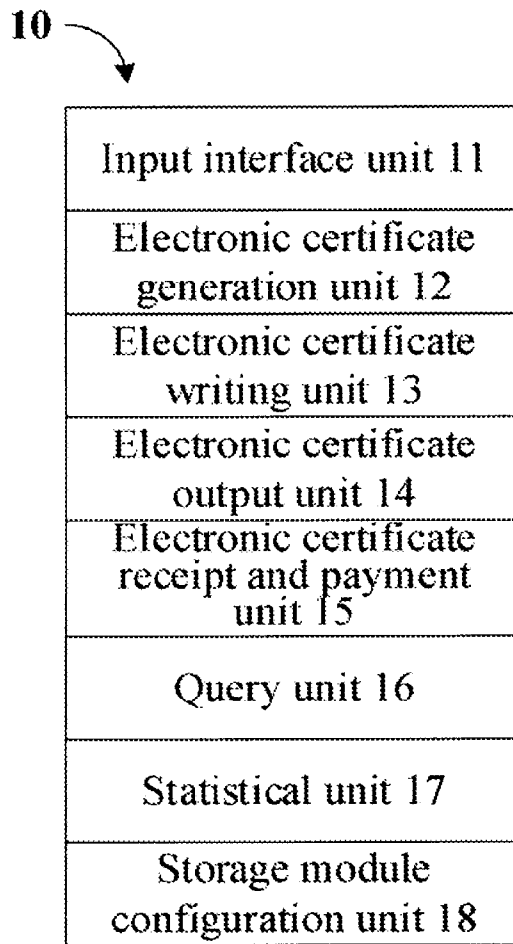 10
Input interface unit 11
Electronic certificate
generation unit 12
Electronic certificate
writing unit 13
Electronic certificate
output unit 14
Electronic certificate
receipt and payment
unit 15
Query unit 16
Statistical unit 17
Storage module
configuration unit 18